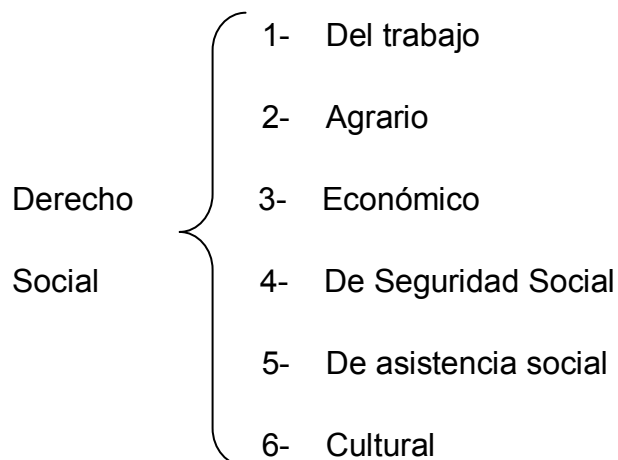 Derecho
Social
1- Del trabajo
2- Agrario
3- Económico
4- De Seguridad Social
5- De asistencia social
6- Cultural